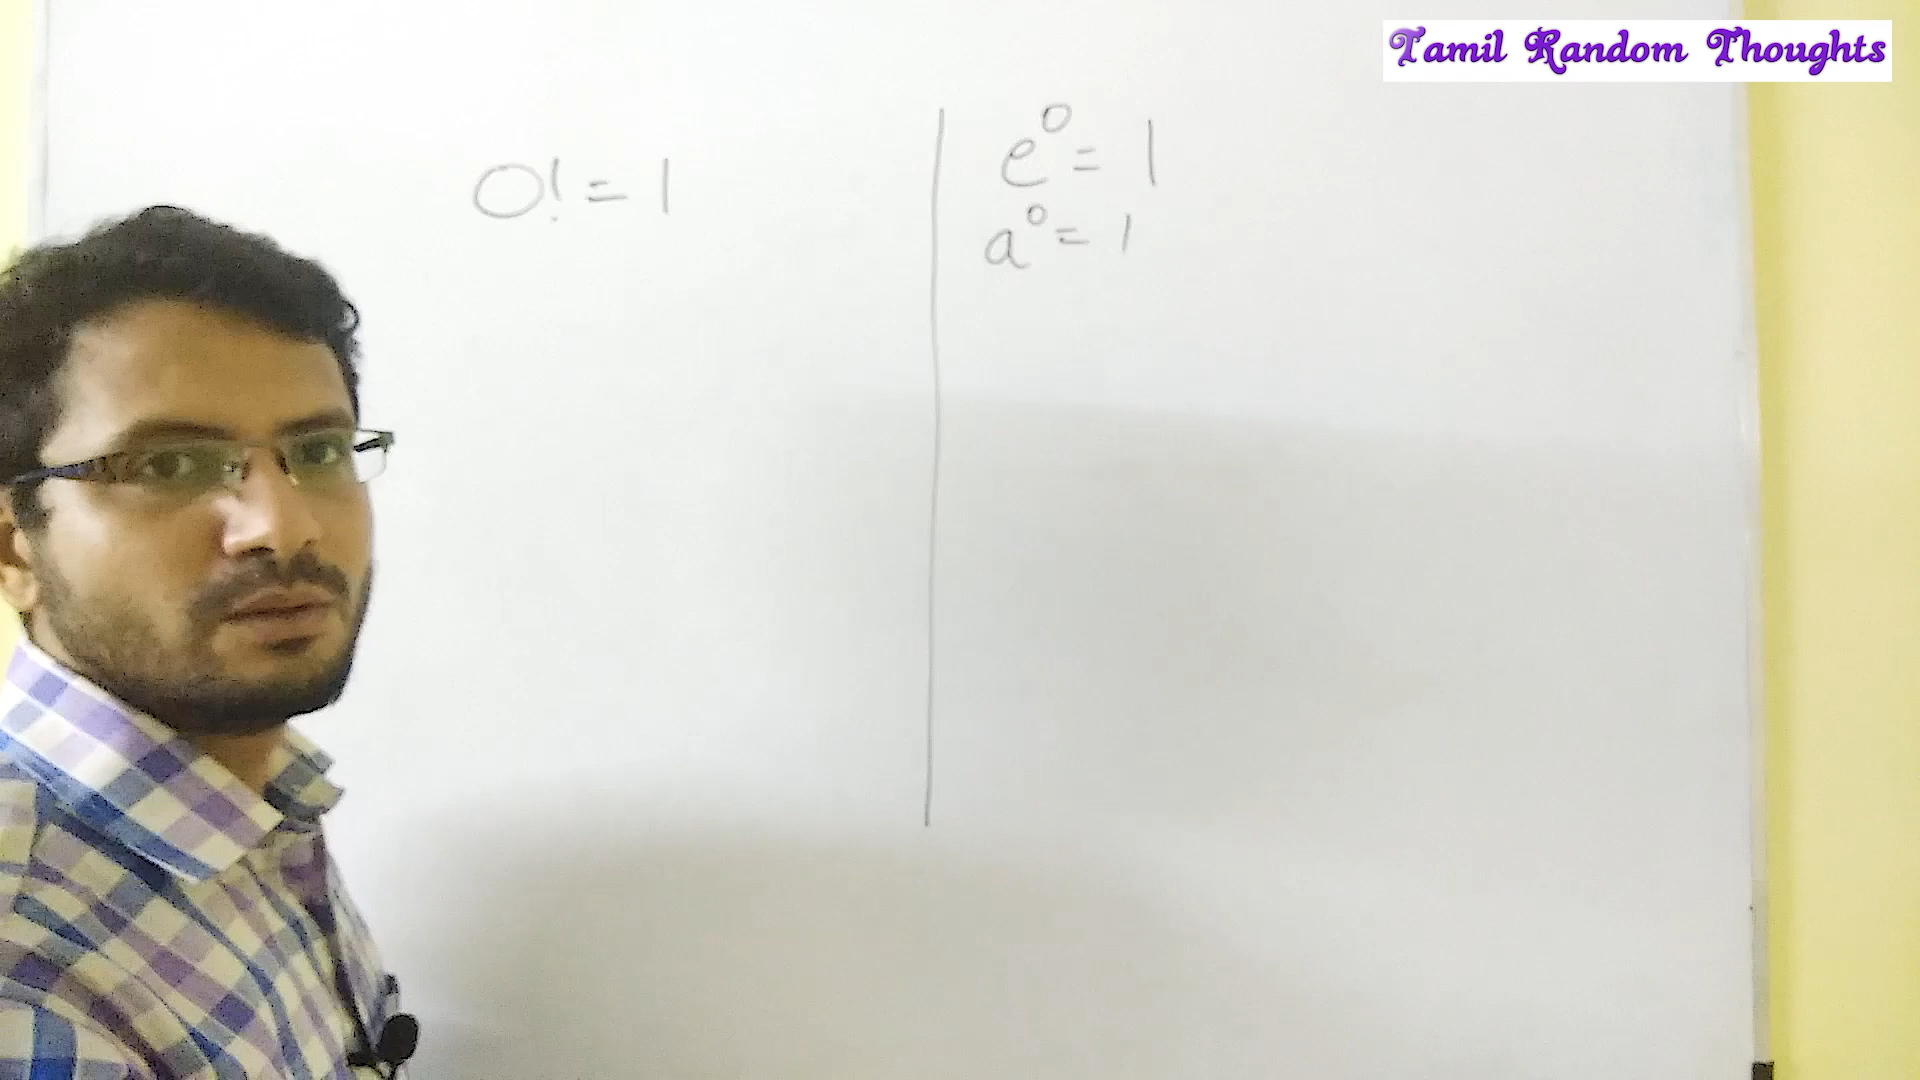 Tamil Random Thoughts
0! = 1
e⁰ = 1
a⁰ = 1